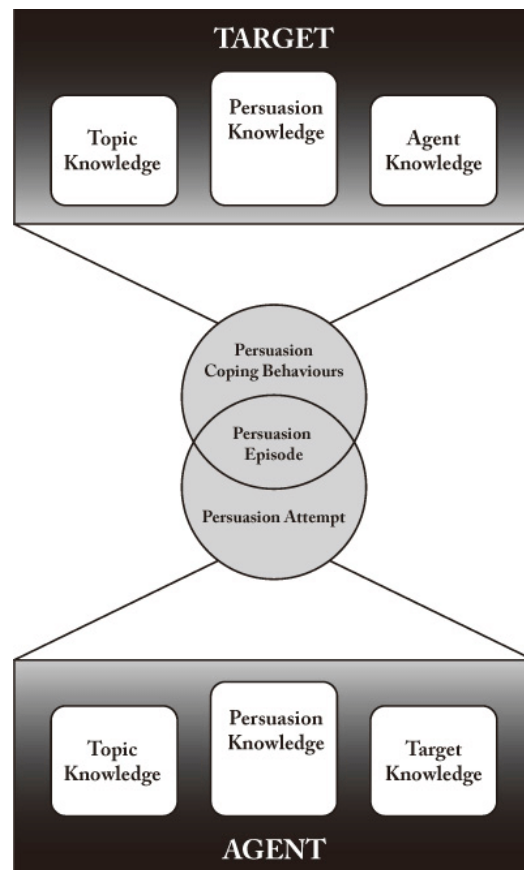 TARGET
Topic
Knowledge
Persuasion
Knowledge
Agent
Knowledge
Persuasion
Coping Behaviours
Persuasion
Episode
Persuasion Attempt
Topic
Knowledge
Persuasion
Knowledge
Target
Knowledge
AGENT